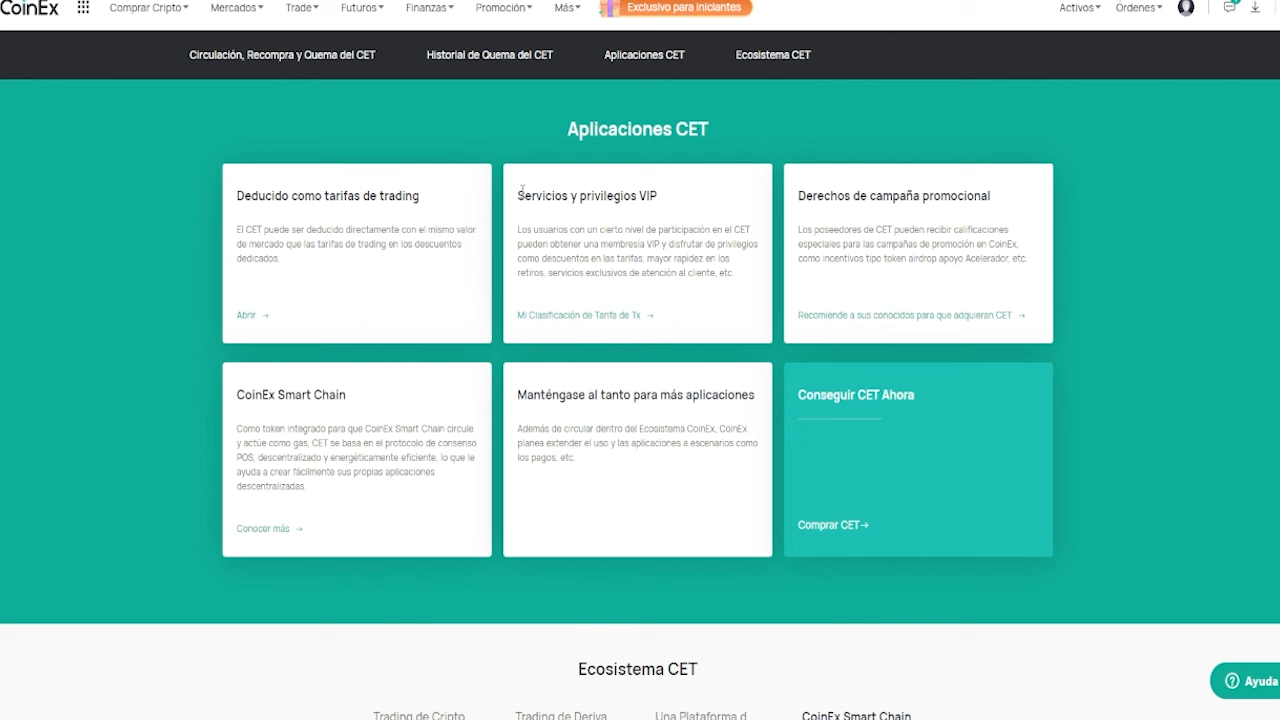 CoinEx Comprar Cripto Mercados Trade Futuros Finanzas Promoción Más Exclusivo para Iniciantes Activos Órdenes
Circulación, Recompra y Quema del CET Historial de Quema del CET Aplicaciones CET Ecosistema CET
Aplicaciones CET
Deducido como tarifas de trading
El CET puede ser deducido directamente con el mismo valor
de mercado que las tarifas de trading en los descuentos
dedicados.
Abrir →
Servicios y privilegios VIP
Los usuarios con un cierto nivel de participación en el CET
pueden obtener una membresía VIP y disfrutar de privilegios
como descuentos en las tarifas, mayor rapidez en los
retiros, servicios exclusivos de atención al cliente, etc.
Mi Clasificación de Tarifa de Tx →
Derechos de campaña promocional
Los poseedores de CET pueden recibir calificaciones
especiales para las campañas de promoción en CoinEx,
como incentivos tipo token airdrop apoyo Acelerador, etc.
Recomiende a sus conocidos para que adquieran CET →
CoinEx Smart Chain
Como token integrado para que CoinEx Smart Chain circule
y actúe como gas, CET se basa en el protocolo de consenso
POS, descentralizado y energéticamente eficiente, lo que le
ayuda a crear fácilmente sus propias aplicaciones
descentralizadas.
Conocer más →
Manténgase al tanto para más aplicaciones
Además de circular dentro del Ecosistema CoinEx, CoinEx
planea extender el uso y las aplicaciones a escenarios como
los pagos, etc.
Conseguir CET Ahora
Comprar CET→
Ecosistema CET
Ayuda
Trading de Cripto Trading de Deriva Una Plataforma d CoinEx Smart Chain